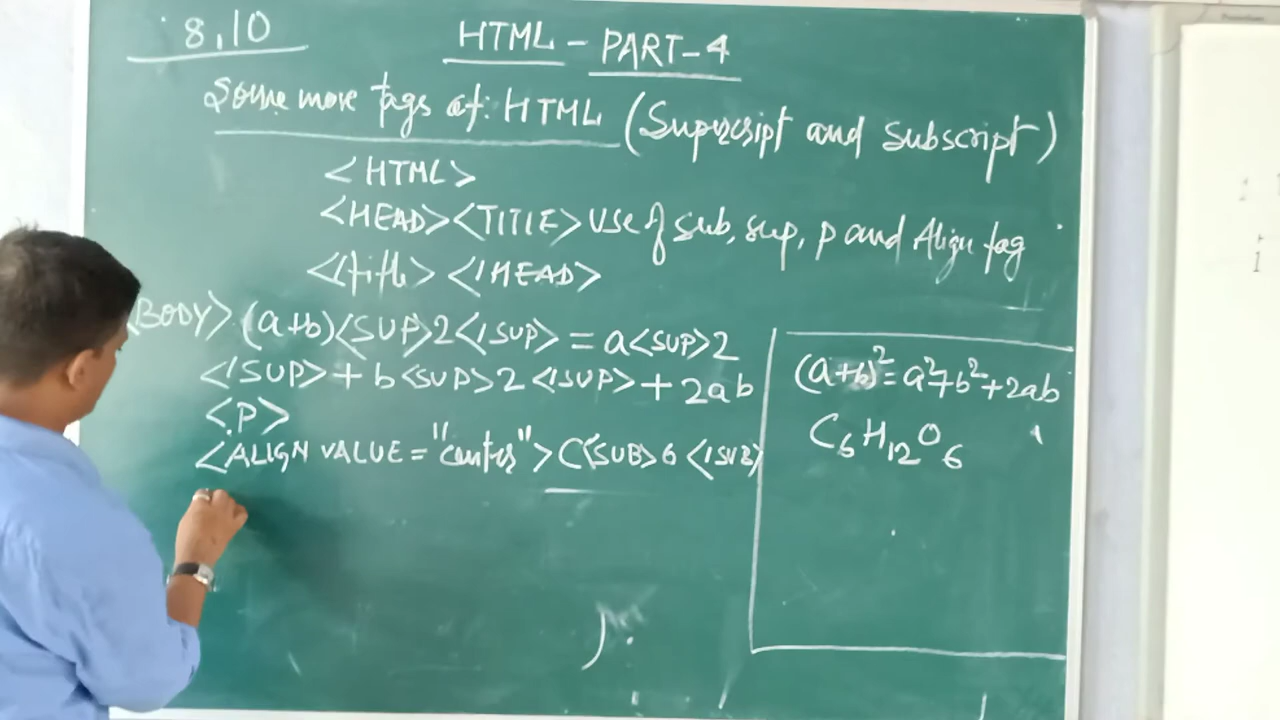 8,10
HTML - PART-4
Some more tags of: HTML (Superscript and Subscript)
<HTML>
<HEAD><TITLE> Use of sub, sup, p and Align tag
</title> </HEAD>
<BODY> (a+b)<SUP>2</SUP> = a<SUP>2
</SUP> + b<SUP>2</SUP> + 2ab
<P>
<ALIGN VALUE = "center"> C<SUB>6</SUB>
(a+b)²=a²+b²+2ab
C₆H₁₂O₆